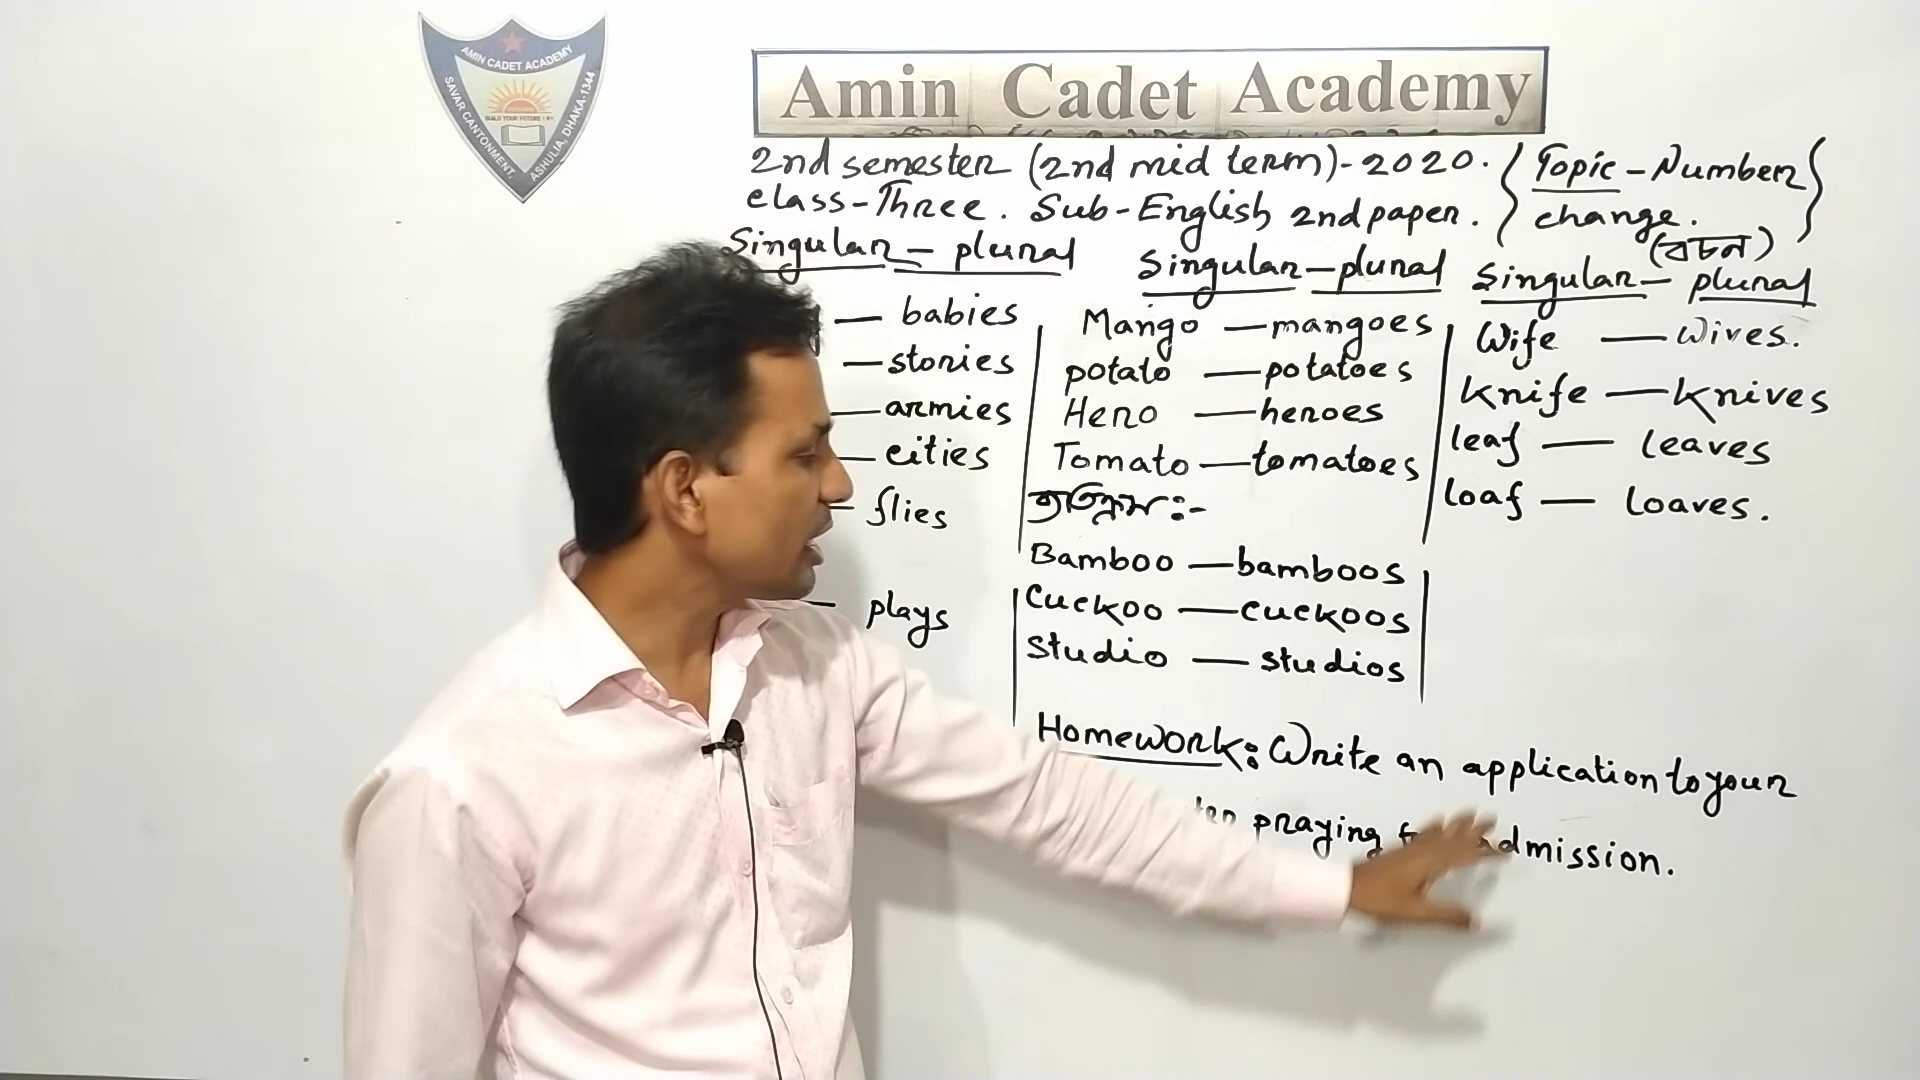 AMIN CADET ACADEMY
SAVAR CANTONMENT,
ASHULIA, DHAKA-1344
BUILD YOUR FUTURE
Amin Cadet Academy
2nd semester (2nd mid term)-2020.
class-Three. Sub-English 2nd paper.
{Topic-Number
change.}
(বচন)
Singular - plural
— babies
— stories
— armies
— cities
— flies
— plays
Singular - plural
Mango — mangoes
potato — potatoes
Hero — heroes
Tomato — tomatoes
ব্যতিক্রম:-
Bamboo — bamboos
Cuckoo — cuckoos
Studio — studios
Singular - plural
Wife — Wives.
Knife — Knives
leaf — leaves
loaf — loaves.
Homework: Write an application to your
praying admission.